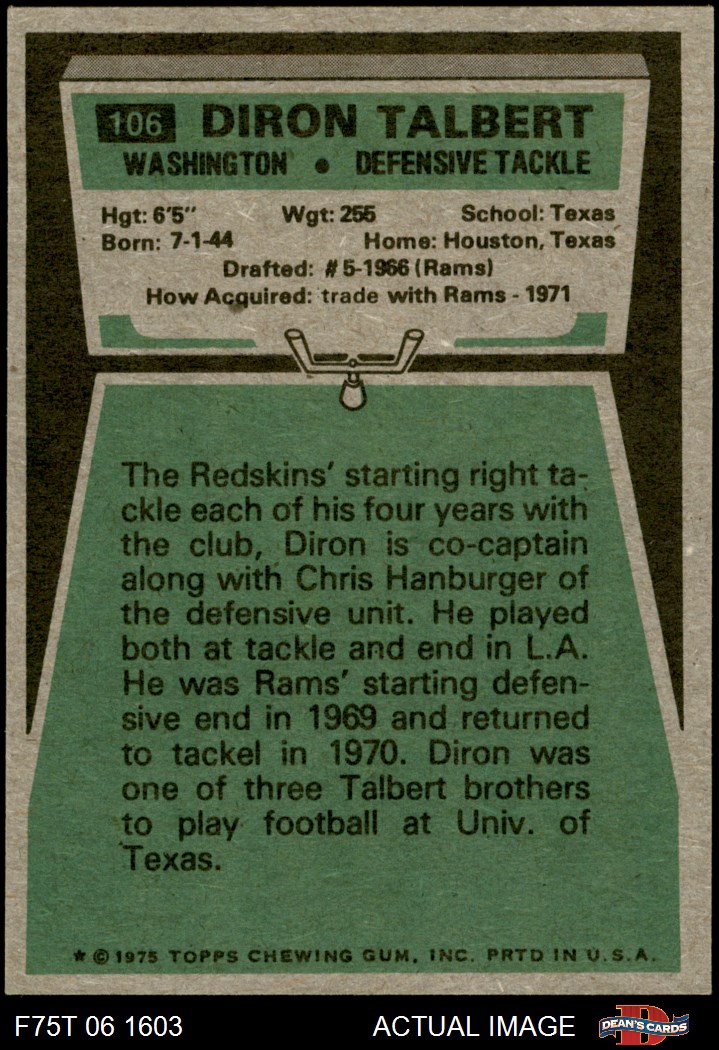 106 DIRON TALBERT
WASHINGTON • DEFENSIVE TACKLE
Hgt: 6'5" Wgt: 255 School: Texas
Born: 7-1-44 Home: Houston, Texas
Drafted: #5-1966 (Rams)
How Acquired: trade with Rams - 1971
The Redskins' starting right ta-
ckle each of his four years with
the club, Diron is co-captain
along with Chris Hanburger of
the defensive unit. He played
both at tackle and end in L.A.
He was Rams' starting defen-
sive end in 1969 and returned
to tackel in 1970. Diron was
one of three Talbert brothers
to play football at Univ. of
Texas.
* © 1975 TOPPS CHEWING GUM, INC. PRTD IN U.S.A.
F75T 06 1603 ACTUAL IMAGE D DEAN'S CARDS